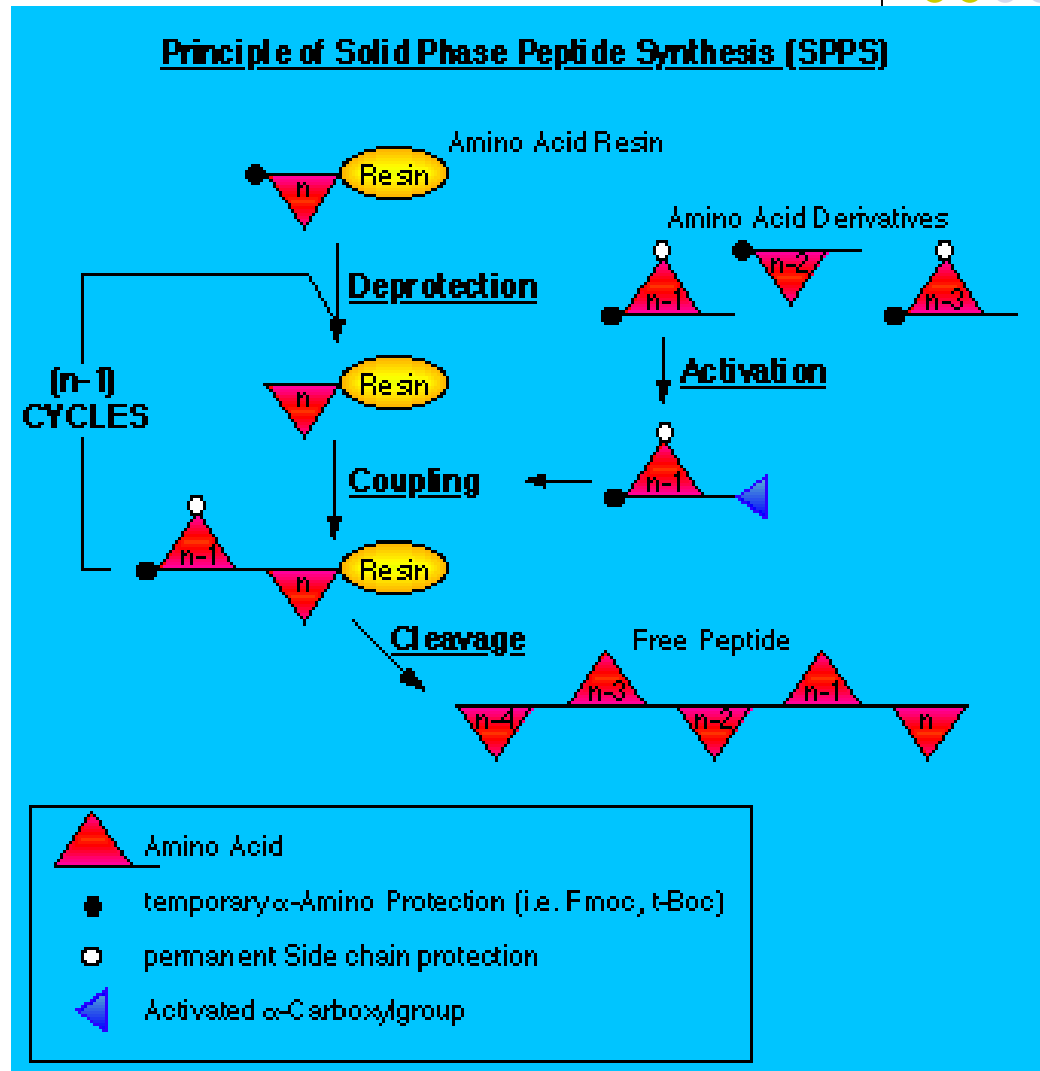 Principle of Solid Phase Peptide Synthesis (SPPS)
Amino Acid Resin
Resin
n
Amino Acid Derivatives
n-1
n-2
n-3
Deprotection
(n-1)
CYCLES
n
Resin
Activation
Coupling
n-1
n-1
n
Resin
Cleavage
Free Peptide
n-4
n-3
n-2
n-1
n
Amino Acid
temporary α-Amino Protection (i.e. Fmoc, t-Boc)
permanent Side chain protection
Activated α-Carboxylgroup